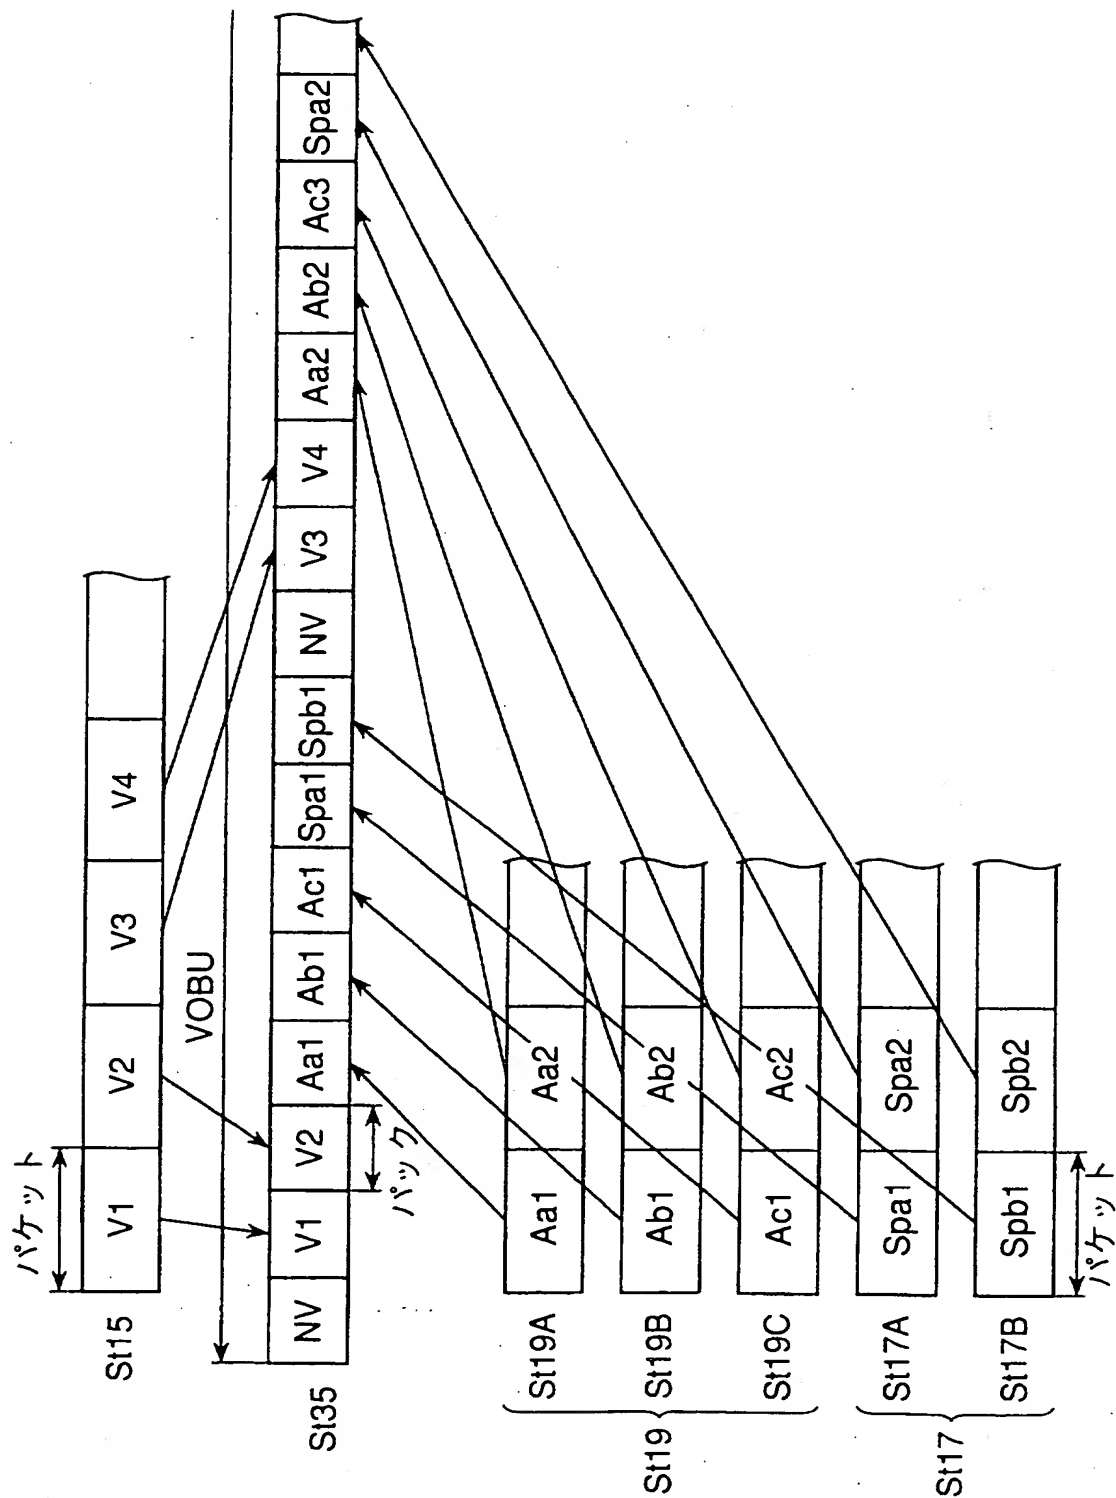 パケット
St15 V1 V2 V3 V4
VOBU
St35 NV V1 V2 Aa1 Ab1 Ac1 Spa1 Spb1 NV V3 V4 Aa2 Ab2 Ac3 Spa2
パック
St19
St19A Aa1 Aa2
St19B Ab1 Ab2
St19C Ac1 Ac2
St17
St17A Spa1 Spa2
St17B Spb1 Spb2
パケット